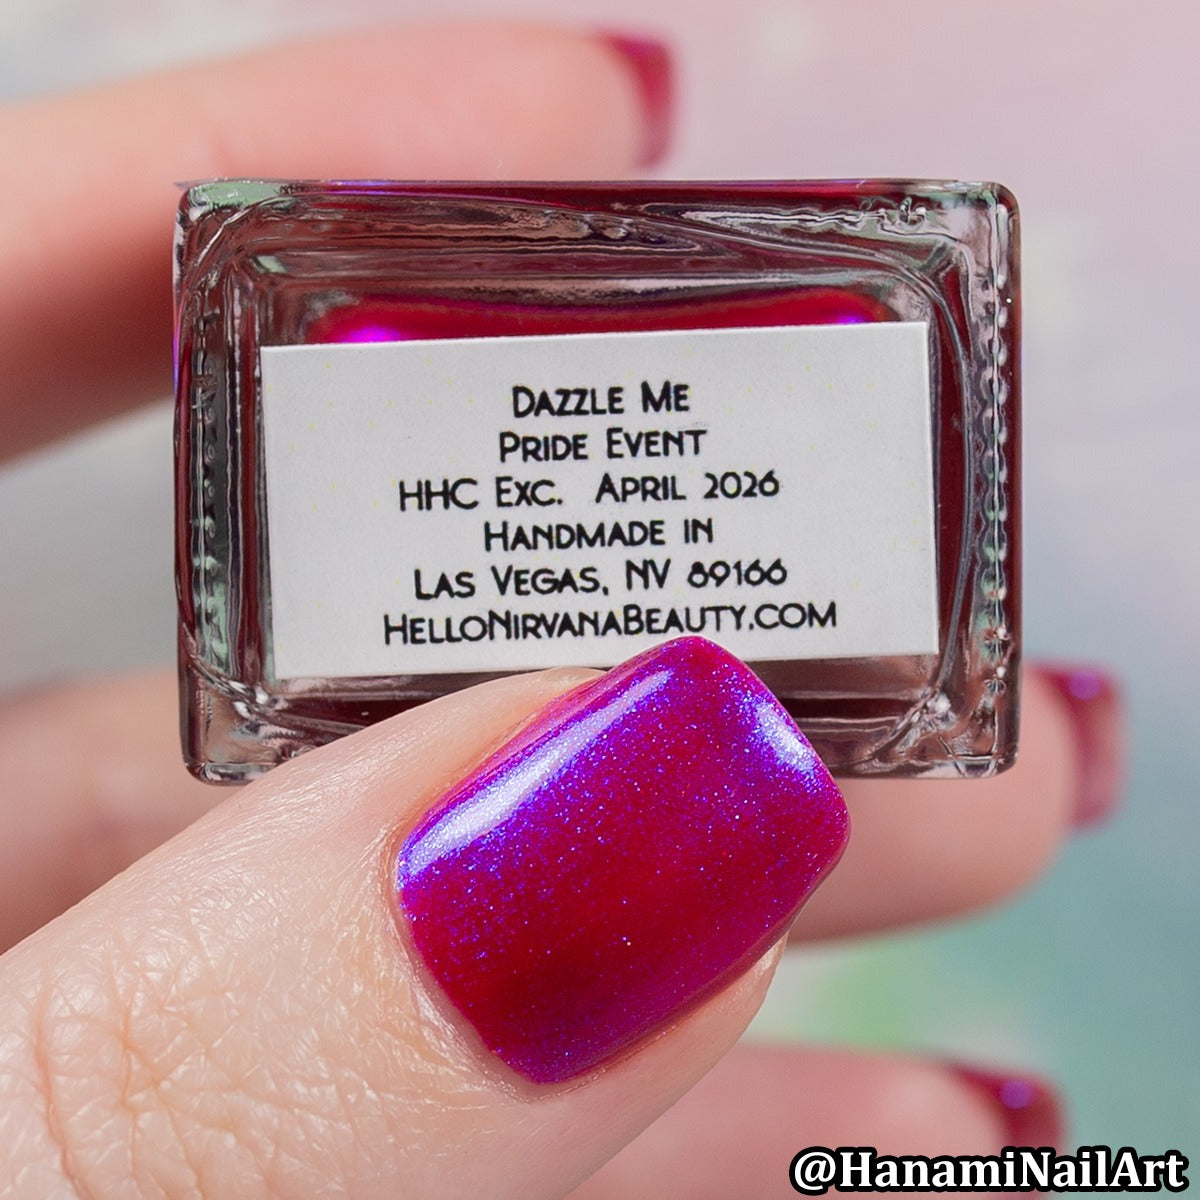 Dazzle Me
Pride Event
HHC Exc. April 2026
Handmade in
Las Vegas, NV 89166
HelloNirvanaBeauty.com
@HanamiNailArt